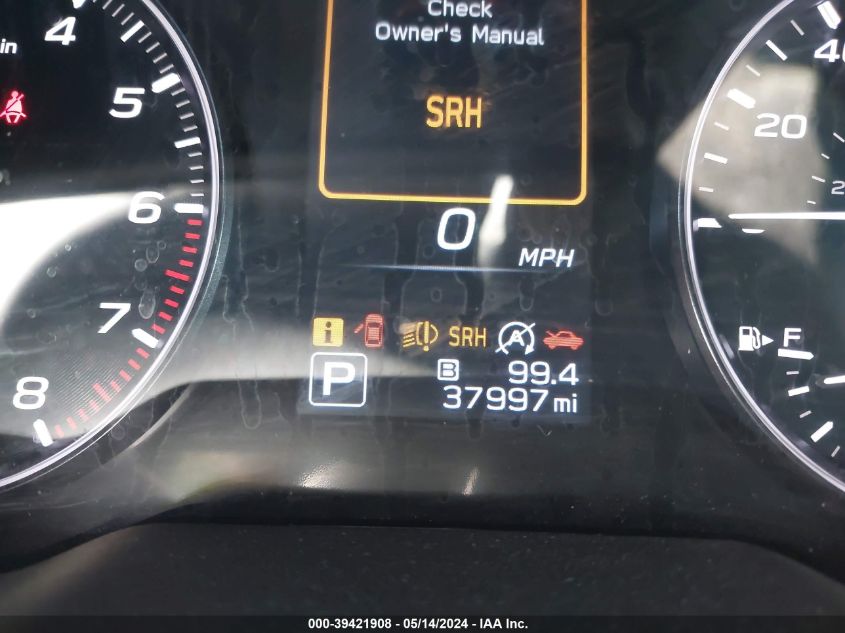 Check
Owner's Manual
SRH
0
MPH
i SRH A
P B 99.4
37997 mi
in
4
5
6
7
8
40
20
F
000-39421908 - 05/14/2024 - IAA Inc.